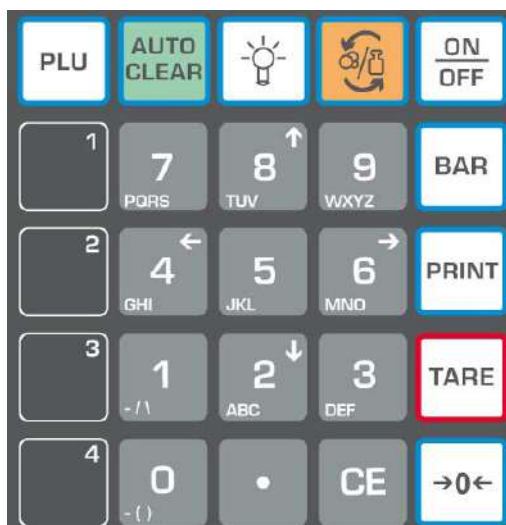 PLU
AUTO
CLEAR
ON
OFF
1
7
PQRS
8
↑
TUV
9
WXYZ
BAR
2
4
←
GHI
5
JKL
6
→
MNO
PRINT
3
1
-/\
2
↓
ABC
3
DEF
TARE
4
0
-()
•
CE
→0←